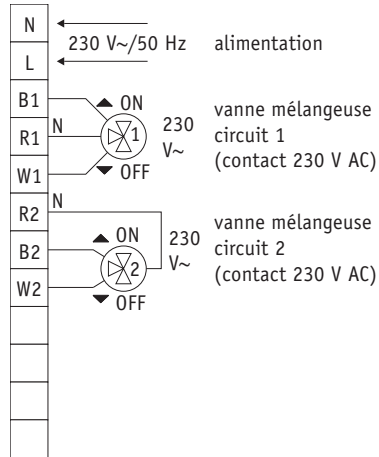 N
230 V~/50 Hz alimentation
L
B1
ON
vanne mélangeuse
R1 N 1 230 circuit 1
V~ (contact 230 V AC)
W1
OFF
R2 N
ON
vanne mélangeuse
B2 230 circuit 2
2 V~ (contact 230 V AC)
W2
OFF